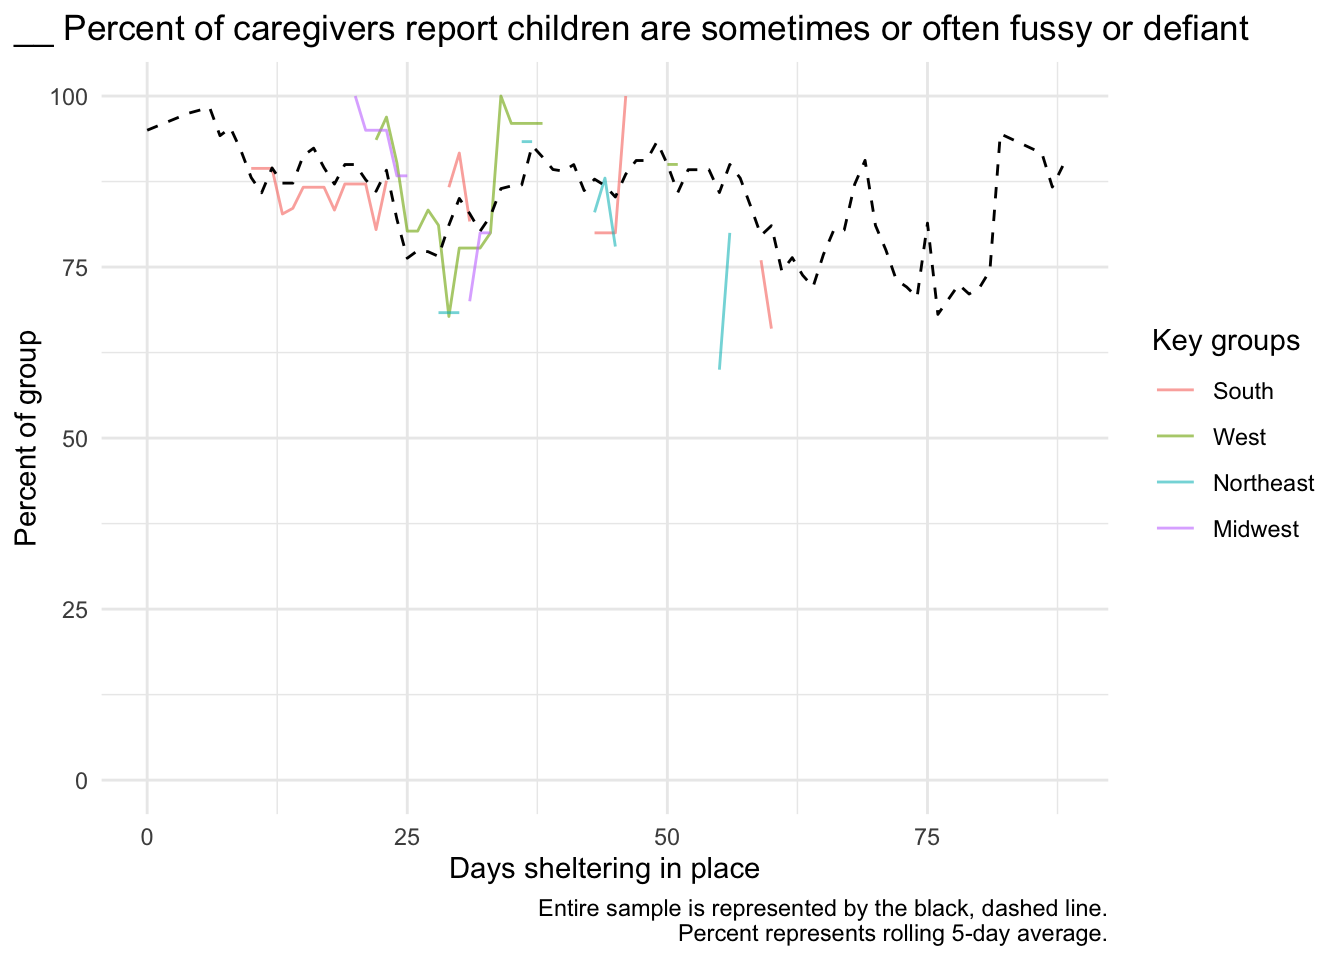 __ Percent of caregivers report children are sometimes or often fussy or defiant
100
75
50
25
0
Percent of group
0 25 50 75
Days sheltering in place
Key groups
South
West
Northeast
Midwest
Entire sample is represented by the black, dashed line.
Percent represents rolling 5-day average.